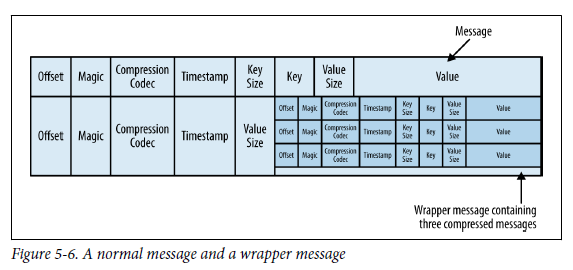 Message
Offset Magic Compression Codec Timestamp Key Size Key Value Size Value
Offset Magic Compression Codec Timestamp Value Size
Offset Magic Compression Codec Timestamp Key Size Key Value Size Value
Offset Magic Compression Codec Timestamp Key Size Key Value Size Value
Offset Magic Compression Codec Timestamp Key Size Key Value Size Value
Wrapper message containing
three compressed messages
Figure 5-6. A normal message and a wrapper message